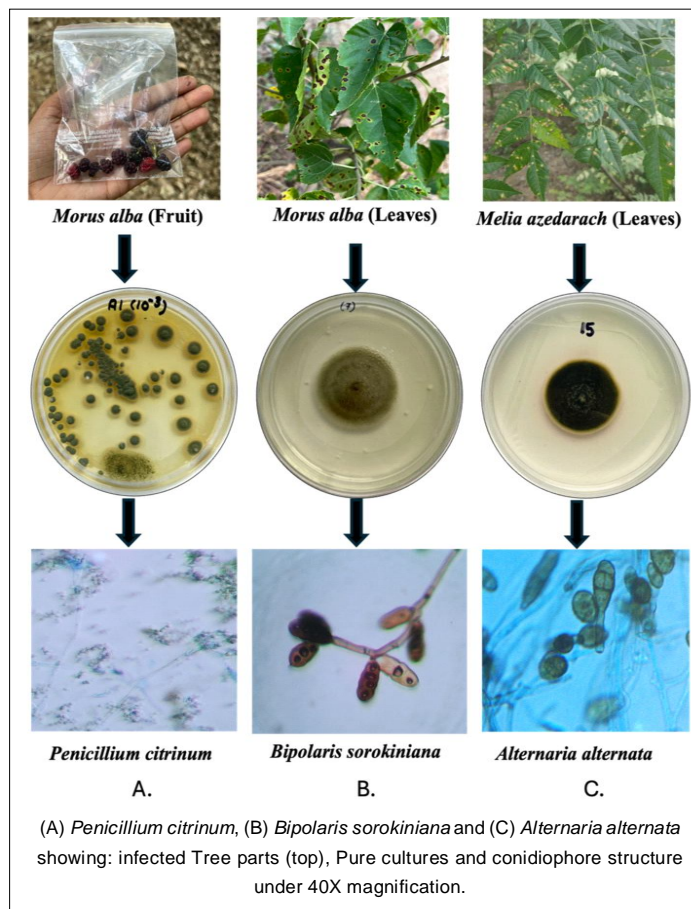 Morus alba (Fruit)
Morus alba (Leaves)
Melia azedarach (Leaves)
A1 (10⁻³)
(7)
15
Penicillium citrinum
Bipolaris sorokiniana
Alternaria alternata
A.
B.
C.
(A) Penicillium citrinum, (B) Bipolaris sorokiniana and (C) Alternaria alternata
showing: infected Tree parts (top), Pure cultures and conidiophore structure
under 40X magnification.